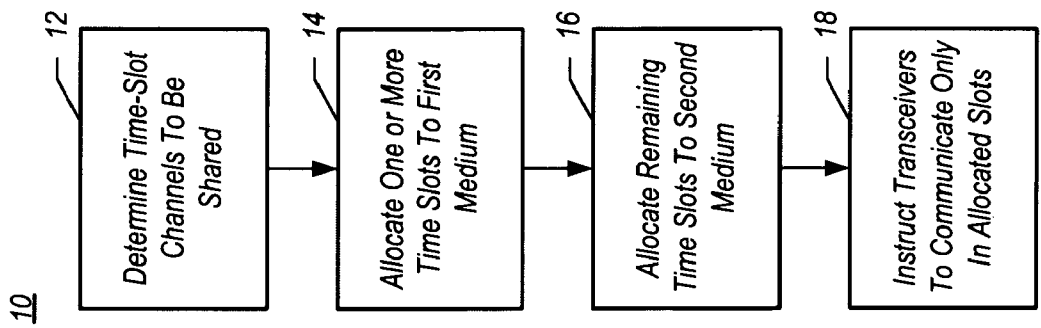 10
12
Determine Time-Slot
Channels To Be
Shared
14
Allocate One or More
Time Slots To First
Medium
16
Allocate Remaining
Time Slots To Second
Medium
18
Instruct Transceivers
To Communicate Only
In Allocated Slots